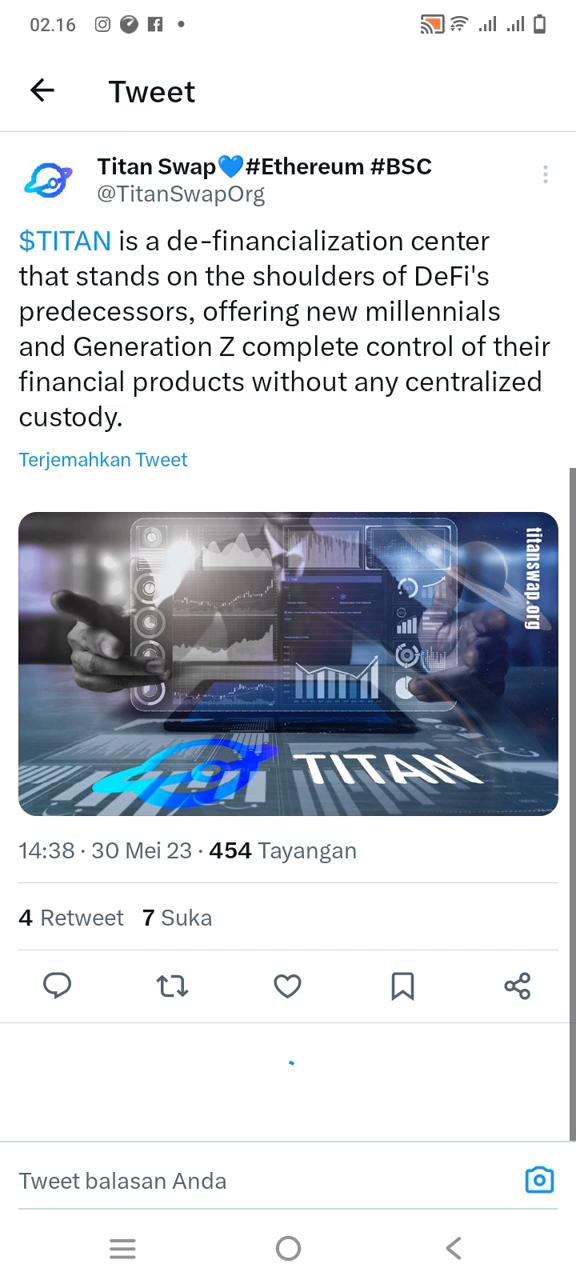 02.16
Tweet
Titan Swap💙#Ethereum #BSC
@TitanSwapOrg
$TITAN is a de-financialization center
that stands on the shoulders of DeFi's
predecessors, offering new millennials
and Generation Z complete control of their
financial products without any centralized
custody.
Terjemahkan Tweet
titanswap.org
TITAN
14:38 · 30 Mei 23 · 454 Tayangan
4 Retweet 7 Suka
Tweet balasan Anda